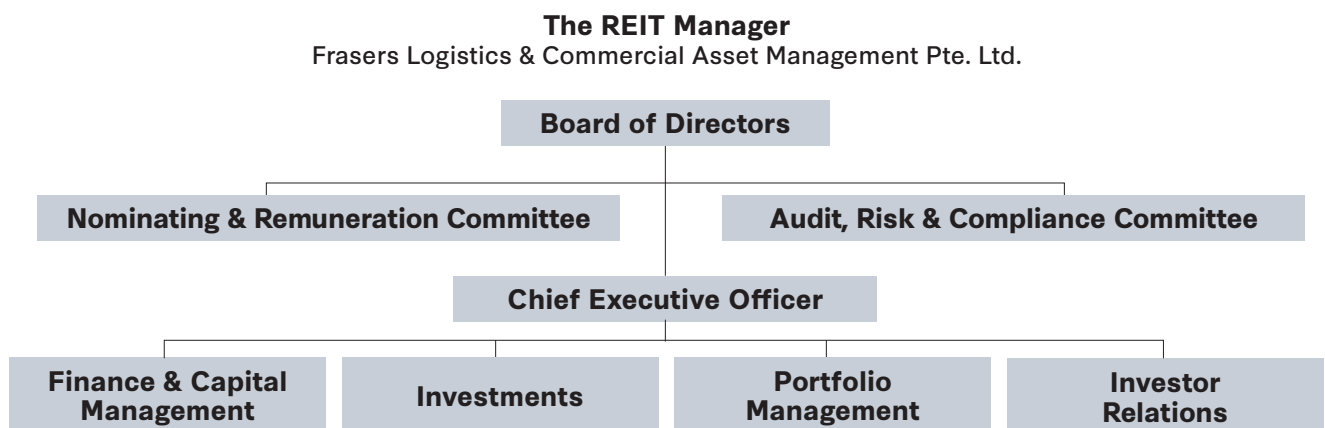 The REIT Manager
Frasers Logistics & Commercial Asset Management Pte. Ltd.
Board of Directors
Nominating & Remuneration Committee
Audit, Risk & Compliance Committee
Chief Executive Officer
Finance & Capital
Management
Investments
Portfolio
Management
Investor
Relations